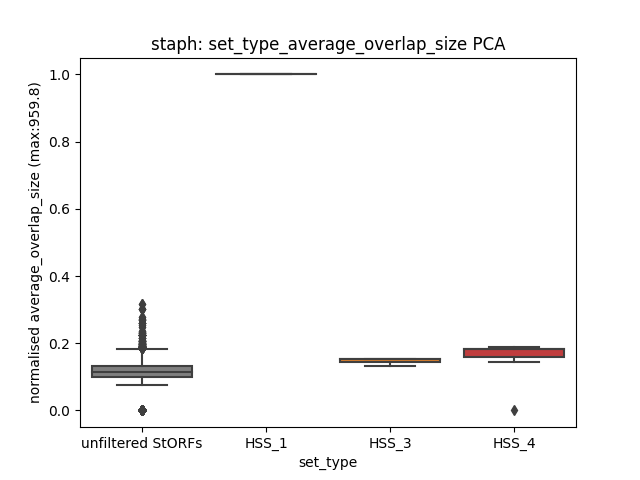 staph: set_type_average_overlap_size PCA
normalised average_overlap_size (max:959.8)
1.0
0.8
0.6
0.4
0.2
0.0
unfiltered StORFs HSS_1 HSS_3 HSS_4
set_type